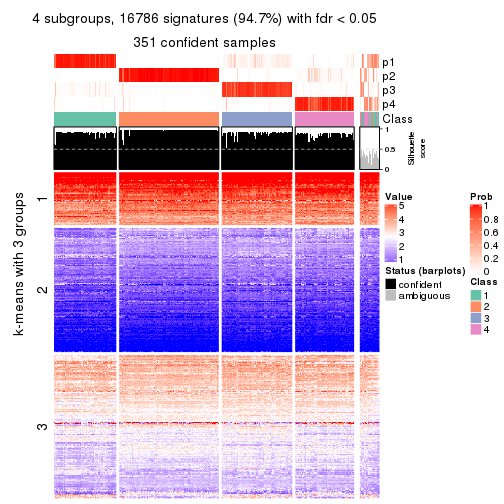 4 subgroups, 16786 signatures (94.7%) with fdr < 0.05
351 confident samples
p1
p2
p3
p4
Class
1
0.5
0
Silhouette
score
k-means with 3 groups
1
2
3
Value
5
4
3
2
1
Status (barplots)
confident
ambiguous
Prob
1
0.8
0.6
0.4
0.2
0
Class
1
2
3
4